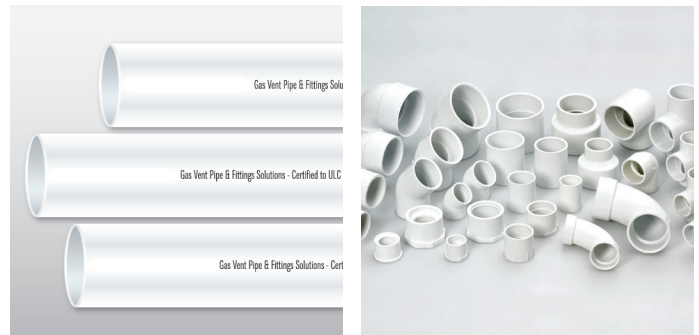 Gas Vent Pipe & Fittings Solu
Gas Vent Pipe & Fittings Solutions - Certified to ULC
Gas Vent Pipe & Fittings Solutions - Cert